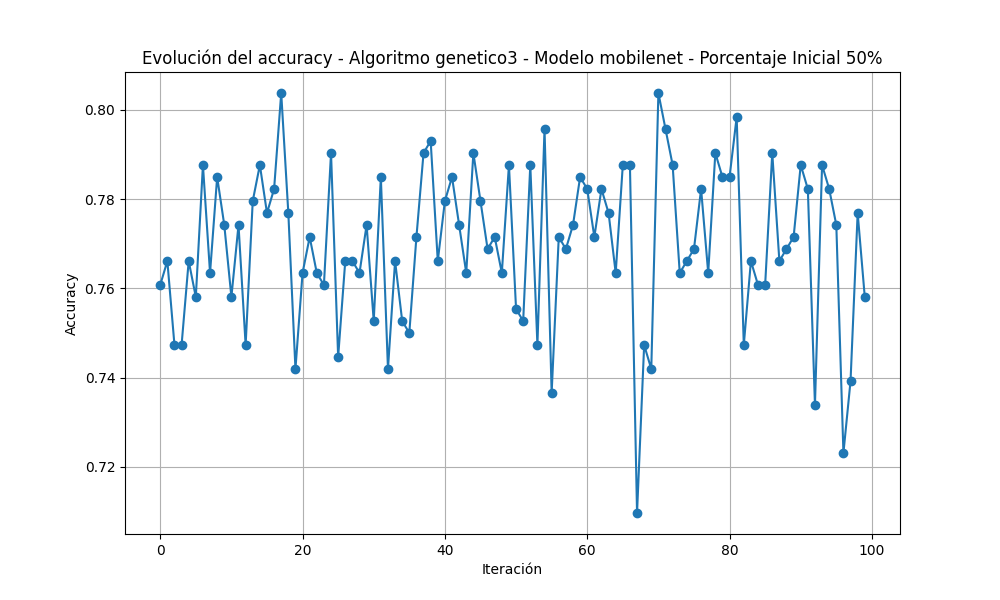 Evolución del accuracy - Algoritmo genetico3 - Modelo mobilenet - Porcentaje Inicial 50%
0.80
0.78
0.76
0.74
0.72
Accuracy
0 20 40 60 80 100
Iteración